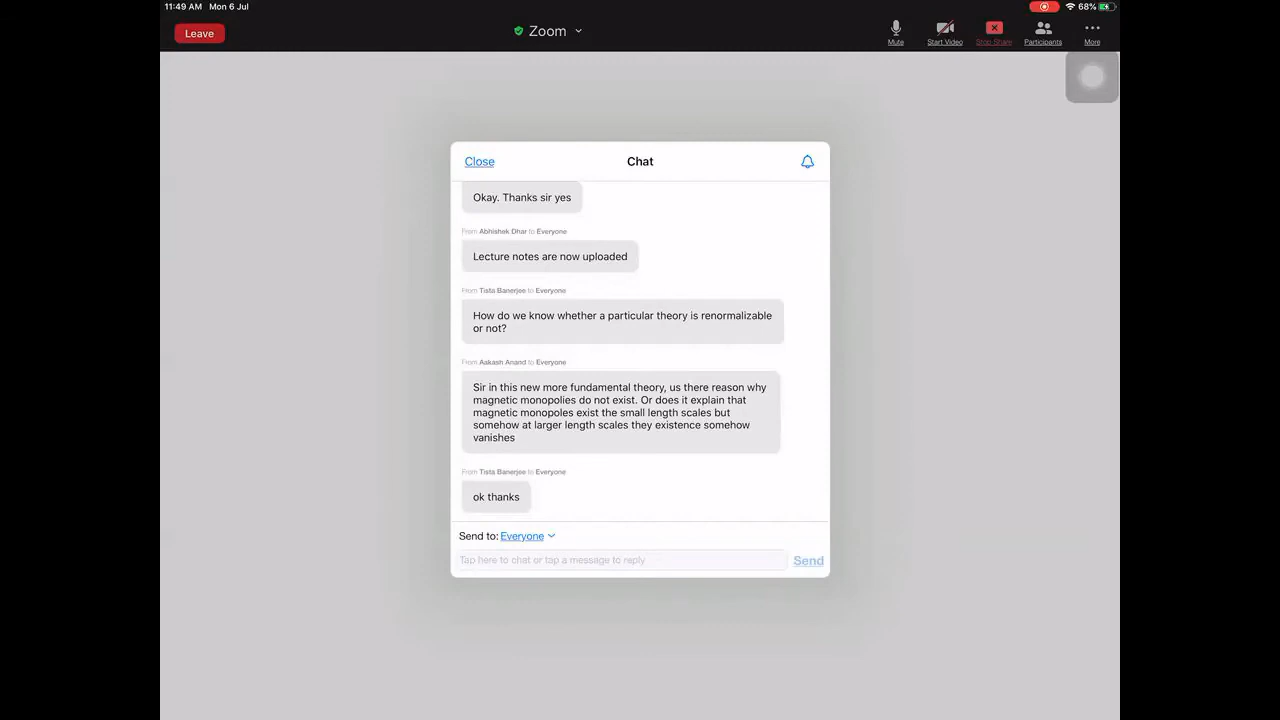 11:49 AM Mon 6 Jul
68%
Leave
Zoom
Mute
Start Video
Stop Share
Participants
More
Close
Chat
Okay. Thanks sir yes
From Abhishek Dhar to Everyone
Lecture notes are now uploaded
From Tista Banerjee to Everyone
How do we know whether a particular theory is renormalizable
or not?
From Aakash Anand to Everyone
Sir in this new more fundamental theory, us there reason why
magnetic monopolies do not exist. Or does it explain that
magnetic monopoles exist the small length scales but
somehow at larger length scales they existence somehow
vanishes
From Tista Banerjee to Everyone
ok thanks
Send to: Everyone
Tap here to chat or tap a message to reply
Send